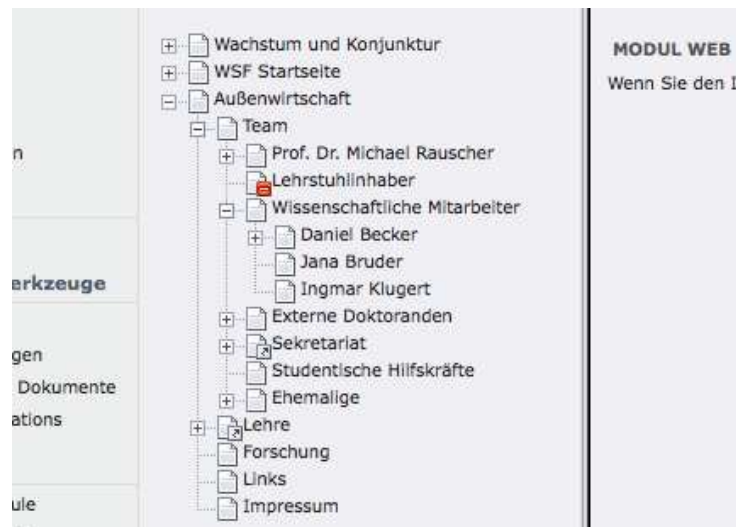 n
erkzeuge
gen
Dokumente
ations
ule
Wachstum und Konjunktur
WSF Startseite
Außenwirtschaft
Team
Prof. Dr. Michael Rauscher
Lehrstuhlinhaber
Wissenschaftliche Mitarbeiter
Daniel Becker
Jana Bruder
Ingmar Klugert
Externe Doktoranden
Sekretariat
Studentische Hilfskräfte
Ehemalige
Lehre
Forschung
Links
Impressum
MODUL WEB
Wenn Sie den I